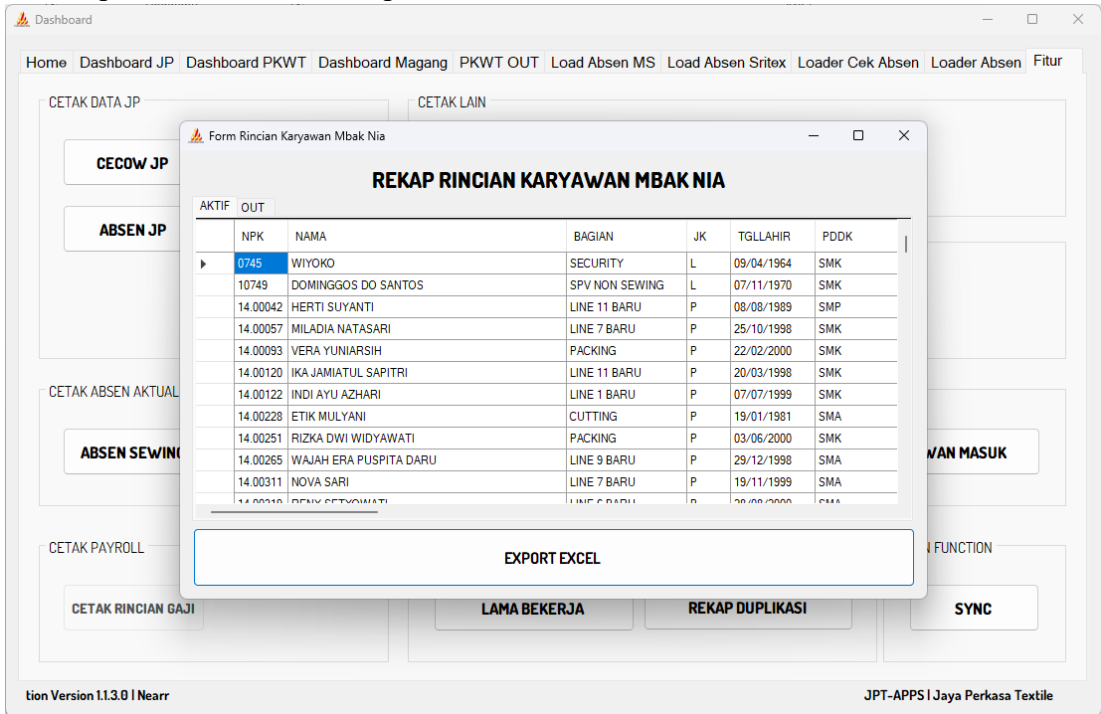 Dashboard
Home Dashboard JP Dashboard PKWT Dashboard Magang PKWT OUT Load Absen MS Load Absen Sritex Loader Cek Absen Loader Absen Fitur
CETAK DATA JP
CETAK LAIN
CECOW JP
ABSEN JP
Form Rincian Karyawan Mbak Nia
REKAP RINCIAN KARYAWAN MBAK NIA
AKTIF OUT
NPK NAMA BAGIAN JK TGLLAHIR PDDK
0745 WIYOKO SECURITY L 09/04/1964 SMK
10749 DOMINGGOS DO SANTOS SPV NON SEWING L 07/11/1970 SMK
14.00042 HERTI SUYANTI LINE 11 BARU P 08/08/1989 SMP
14.00057 MILADIA NATASARI LINE 7 BARU P 25/10/1998 SMK
14.00093 VERA YUNIARSIH PACKING P 22/02/2000 SMK
14.00120 IKA JAMIATUL SAPITRI LINE 11 BARU P 20/03/1998 SMK
14.00122 INDI AYU AZHARI LINE 1 BARU P 07/07/1999 SMK
14.00228 ETIK MULYANI CUTTING P 19/01/1981 SMA
14.00251 RIZKA DWI WIDYAWATI PACKING P 03/06/2000 SMK
14.00265 WAJAH ERA PUSPITA DARU LINE 9 BARU P 29/12/1998 SMA
14.00311 NOVA SARI LINE 7 BARU P 19/11/1999 SMA
EXPORT EXCEL
CETAK ABSEN AKTUAL
ABSEN SEWING
WAN MASUK
CETAK PAYROLL
N FUNCTION
CETAK RINCIAN GAJI
LAMA BEKERJA
REKAP DUPLIKASI
SYNC
tion Version 1.1.3.0 | Nearr
JPT-APPS | Jaya Perkasa Textile